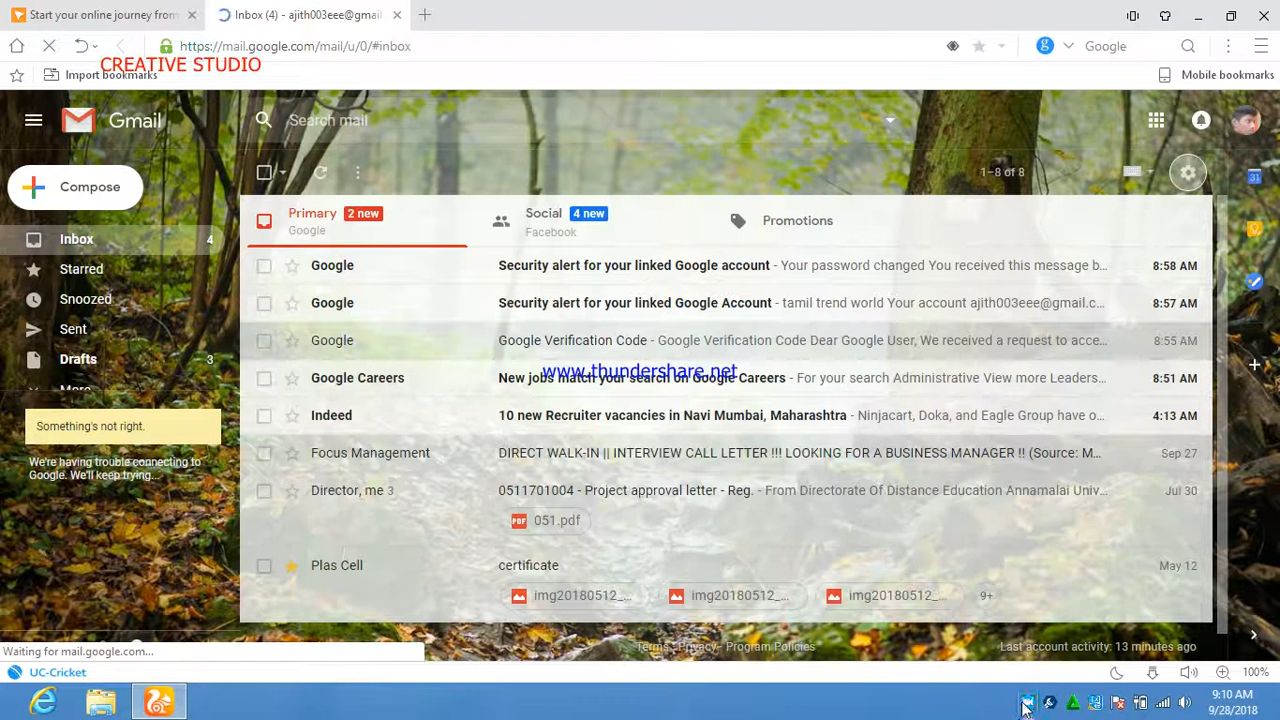 Start your online journey from
Inbox (4) - ajith003eee@gmail
https://mail.google.com/mail/u/0/#inbox
Google
CREATIVE STUDIO
Import bookmarks
Mobile bookmarks
Gmail
Search mail
Compose
1–8 of 8
Primary 2 new
Google
Social 4 new
Facebook
Promotions
Inbox 4
Starred
Snoozed
Sent
Drafts 3
More
Google Security alert for your linked Google account - Your password changed You received this message b... 8:58 AM
Google Security alert for your linked Google Account - tamil trend world Your account ajith003eee@gmail.c... 8:57 AM
Google Google Verification Code - Google Verification Code Dear Google User, We received a request to acce... 8:55 AM
www.thundershare.net
Google Careers New jobs match your search on Google Careers - For your search Administrative View more Leaders... 8:51 AM
Indeed 10 new Recruiter vacancies in Navi Mumbai, Maharashtra - Ninjacart, Doka, and Eagle Group have o... 4:13 AM
Focus Management DIRECT WALK-IN || INTERVIEW CALL LETTER !!! LOOKING FOR A BUSINESS MANAGER !! (Source: M... Sep 27
Director, me 3 0511701004 - Project approval letter - Reg. - From Directorate Of Distance Education Annamalai Univ... Jul 30
PDF 051.pdf
Plas Cell certificate May 12
img20180512_... img20180512_... img20180512_... 9+
Something's not right.
We're having trouble connecting to
Google. We'll keep trying...
Terms · Privacy · Program Policies
Last account activity: 13 minutes ago
Waiting for mail.google.com...
UC-Cricket
100%
9:10 AM
9/28/2018